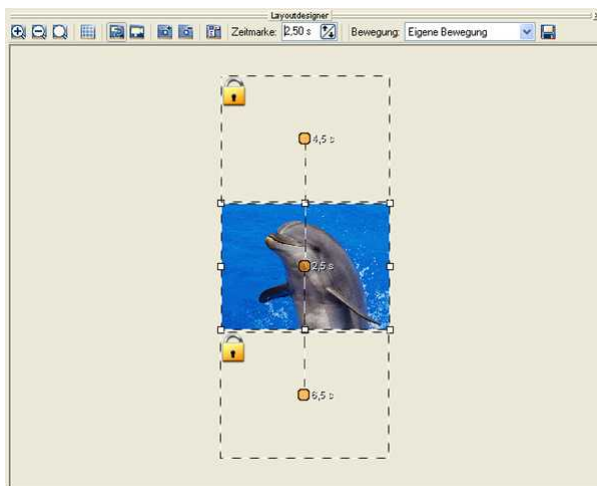 Layoutdesigner
Zeitmarke: 2,50 s Bewegung: Eigene Bewegung
4,5 s
2,5 s
6,5 s